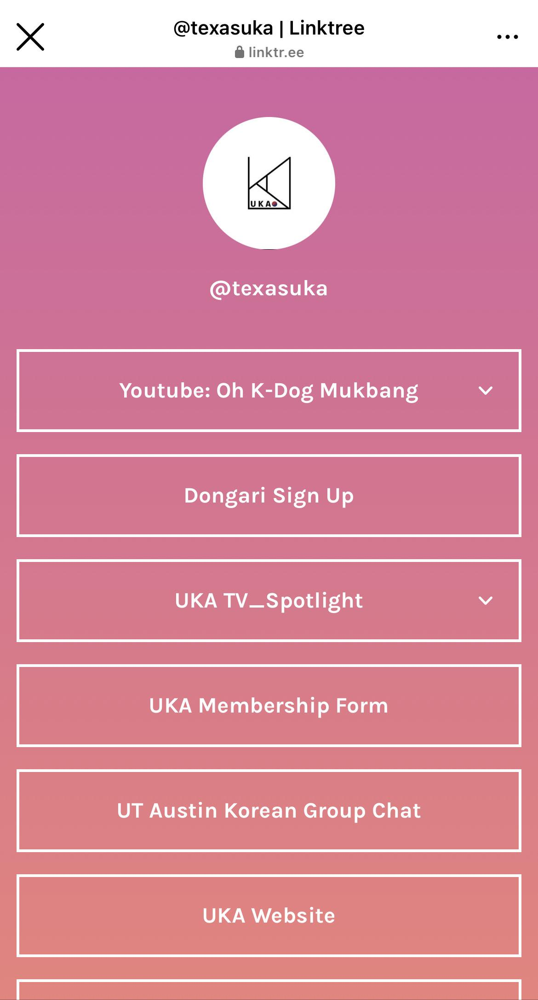 @texasuka | Linktree
linktr.ee
UKA
@texasuka
Youtube: Oh K-Dog Mukbang
Dongari Sign Up
UKA TV_Spotlight
UKA Membership Form
UT Austin Korean Group Chat
UKA Website